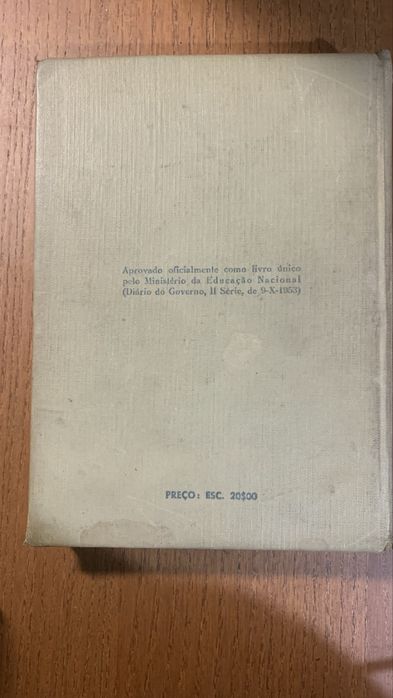 Aprovado oficialmente como livro único
pelo Ministério da Educação Nacional
(Diário do Governo, II Série, de 9-X-1953)
PREÇO: ESC. 20$00